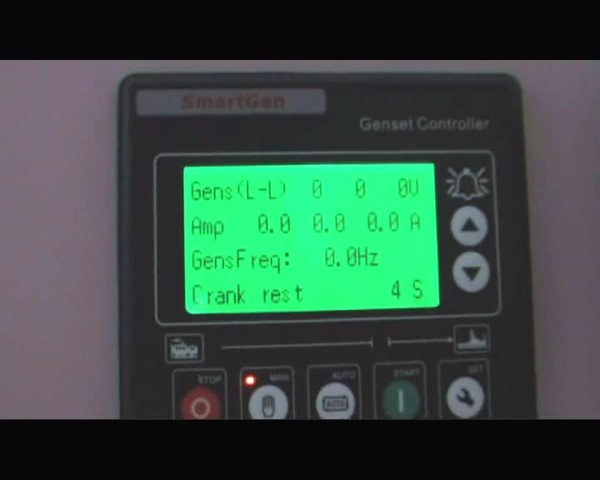 SmartGen
Genset Controller
Gens(L-L) 0 0 0V
Amp 0.0 0.0 0.0 A
GensFreq: 0.0Hz
Crank rest 4 S
STOP MAN AUTO START SET
AUTO